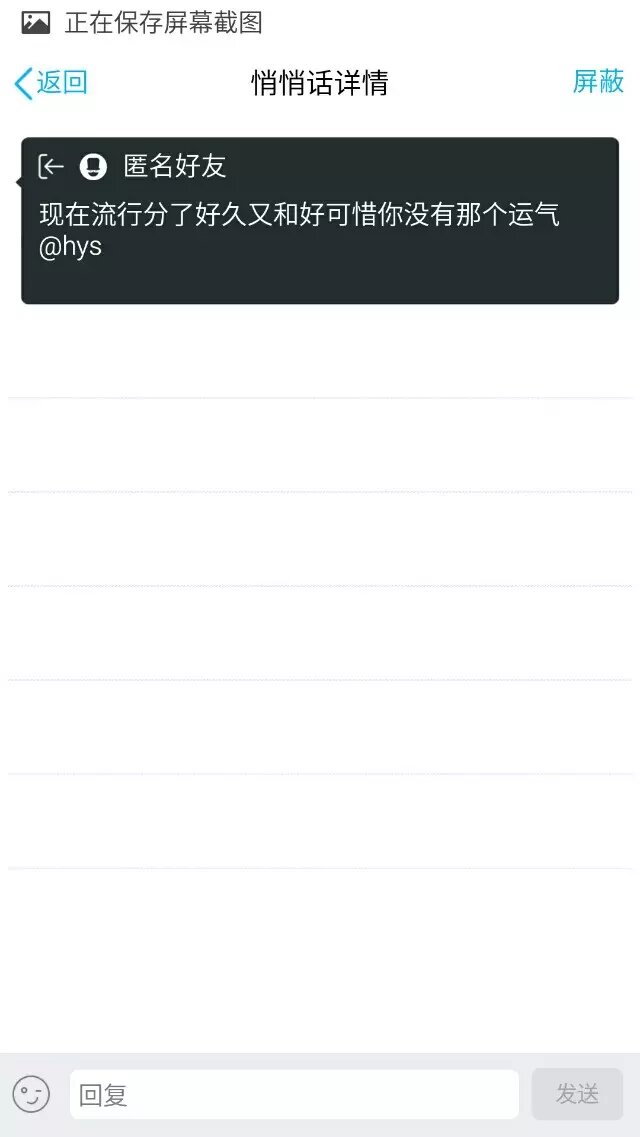 正在保存屏幕截图
返回 悄悄话详情 屏蔽
匿名好友
现在流行分了好久又和好可惜你没有那个运气
@hys
回复 发送